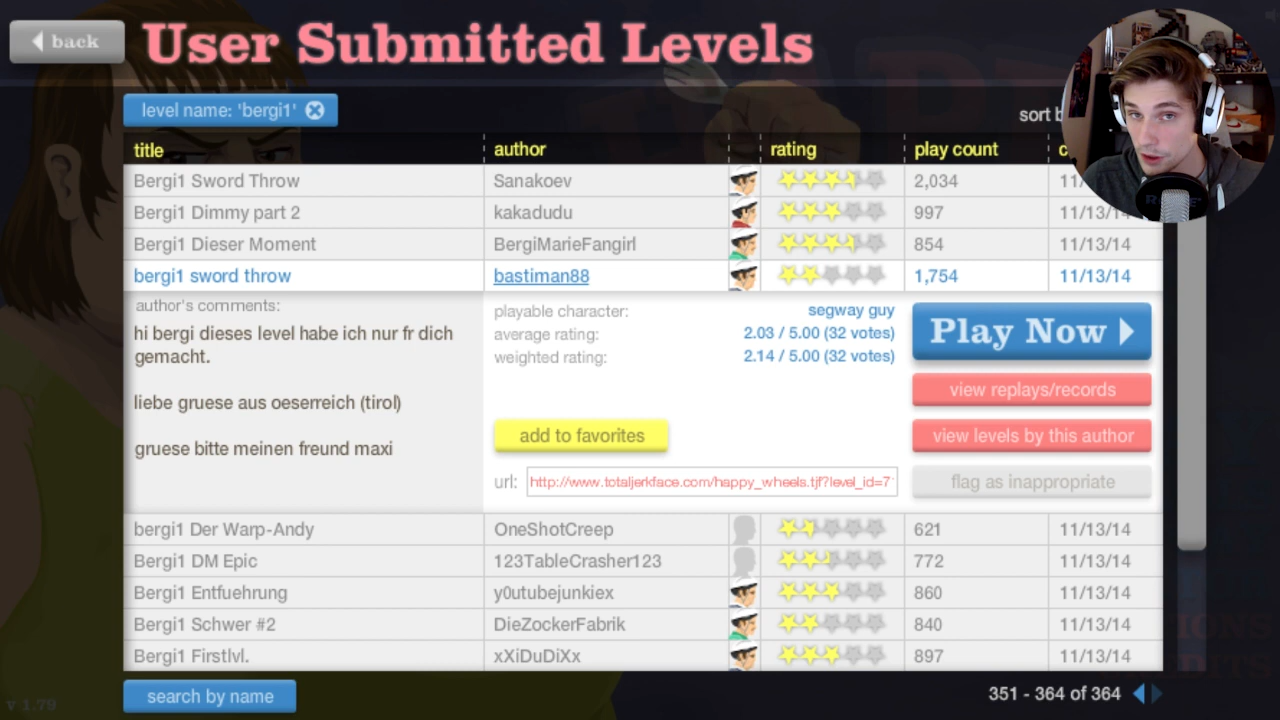 back
User Submitted Levels
level name: 'bergi1'
sort b
title author rating play count c
Bergi1 Sword Throw Sanakoev 2,034 11/
Bergi1 Dimmy part 2 kakadudu 997 11/13/14
Bergi1 Dieser Moment BergiMarieFangirl 854 11/13/14
bergi1 sword throw bastiman88 1,754 11/13/14
author's comments:
hi bergi dieses level habe ich nur fr dich
gemacht.
liebe gruese aus oeserreich (tirol)
gruese bitte meinen freund maxi
playable character: segway guy
average rating: 2.03 / 5.00 (32 votes)
weighted rating: 2.14 / 5.00 (32 votes)
add to favorites
url: http://www.totaljerkface.com/happy_wheels.tjf?level_id=7
Play Now
view replays/records
view levels by this author
flag as inappropriate
bergi1 Der Warp-Andy OneShotCreep 621 11/13/14
Bergi1 DM Epic 123TableCrasher123 772 11/13/14
Bergi1 Entfuehrung y0utubejunkiex 860 11/13/14
Bergi1 Schwer #2 DieZockerFabrik 840 11/13/14
Bergi1 Firstlvl. xXiDuDiXx 897 11/13/14
search by name
351 - 364 of 364
v 1.79